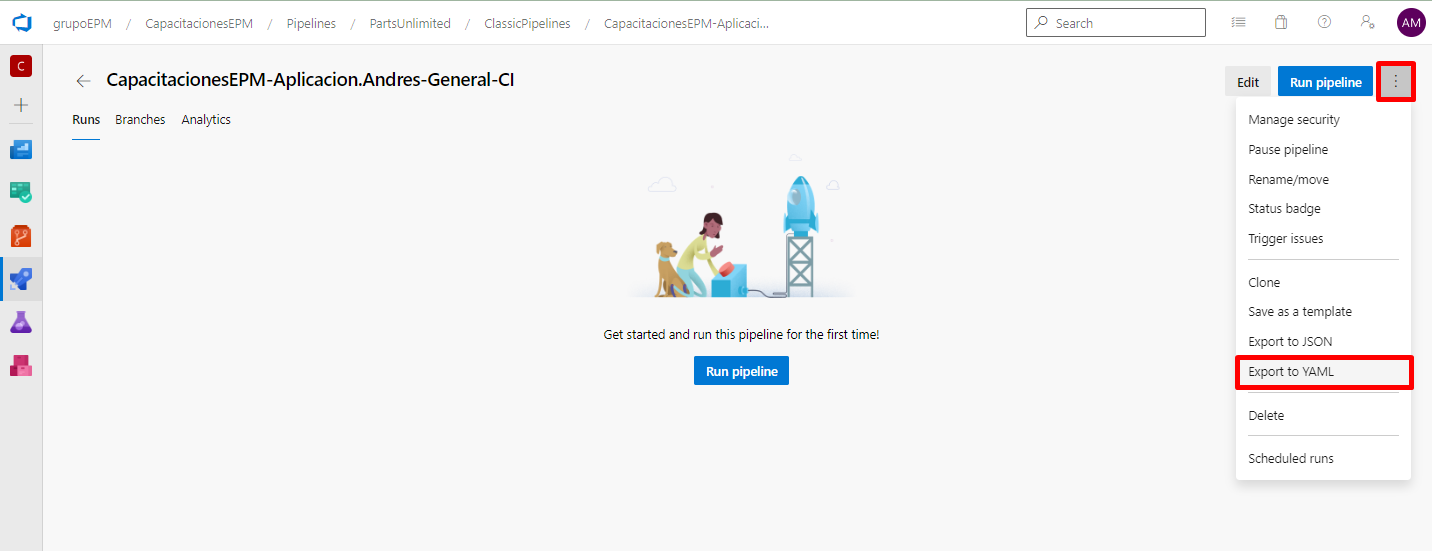 grupoEPM / CapacitacionesEPM / Pipelines / PartsUnlimited / ClassicPipelines / CapacitacionesEPM-Aplicaci...
Search
AM
C
CapacitacionesEPM-Aplicacion.Andres-General-CI
Edit
Run pipeline
Runs
Branches
Analytics
Manage security
Pause pipeline
Rename/move
Status badge
Trigger issues
Clone
Save as a template
Export to JSON
Export to YAML
Delete
Scheduled runs
Get started and run this pipeline for the first time!
Run pipeline